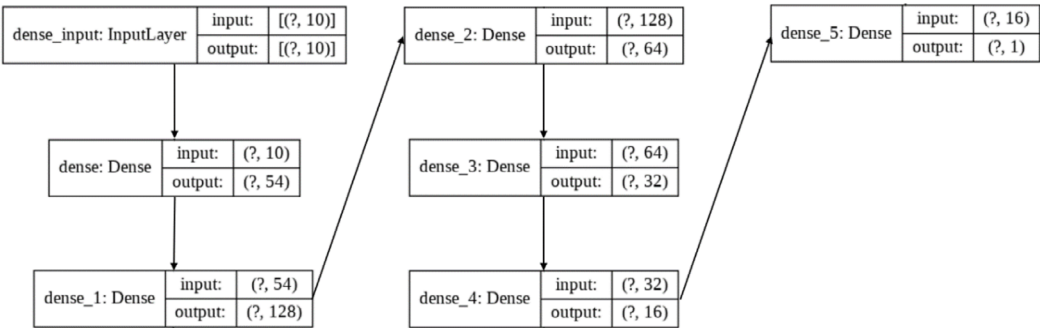 dense_input: InputLayer
input: [(?, 10)]
output: [(?, 10)]
dense: Dense
input: (?, 10)
output: (?, 54)
dense_1: Dense
input: (?, 54)
output: (?, 128)
dense_2: Dense
input: (?, 128)
output: (?, 64)
dense_3: Dense
input: (?, 64)
output: (?, 32)
dense_4: Dense
input: (?, 32)
output: (?, 16)
dense_5: Dense
input: (?, 16)
output: (?, 1)